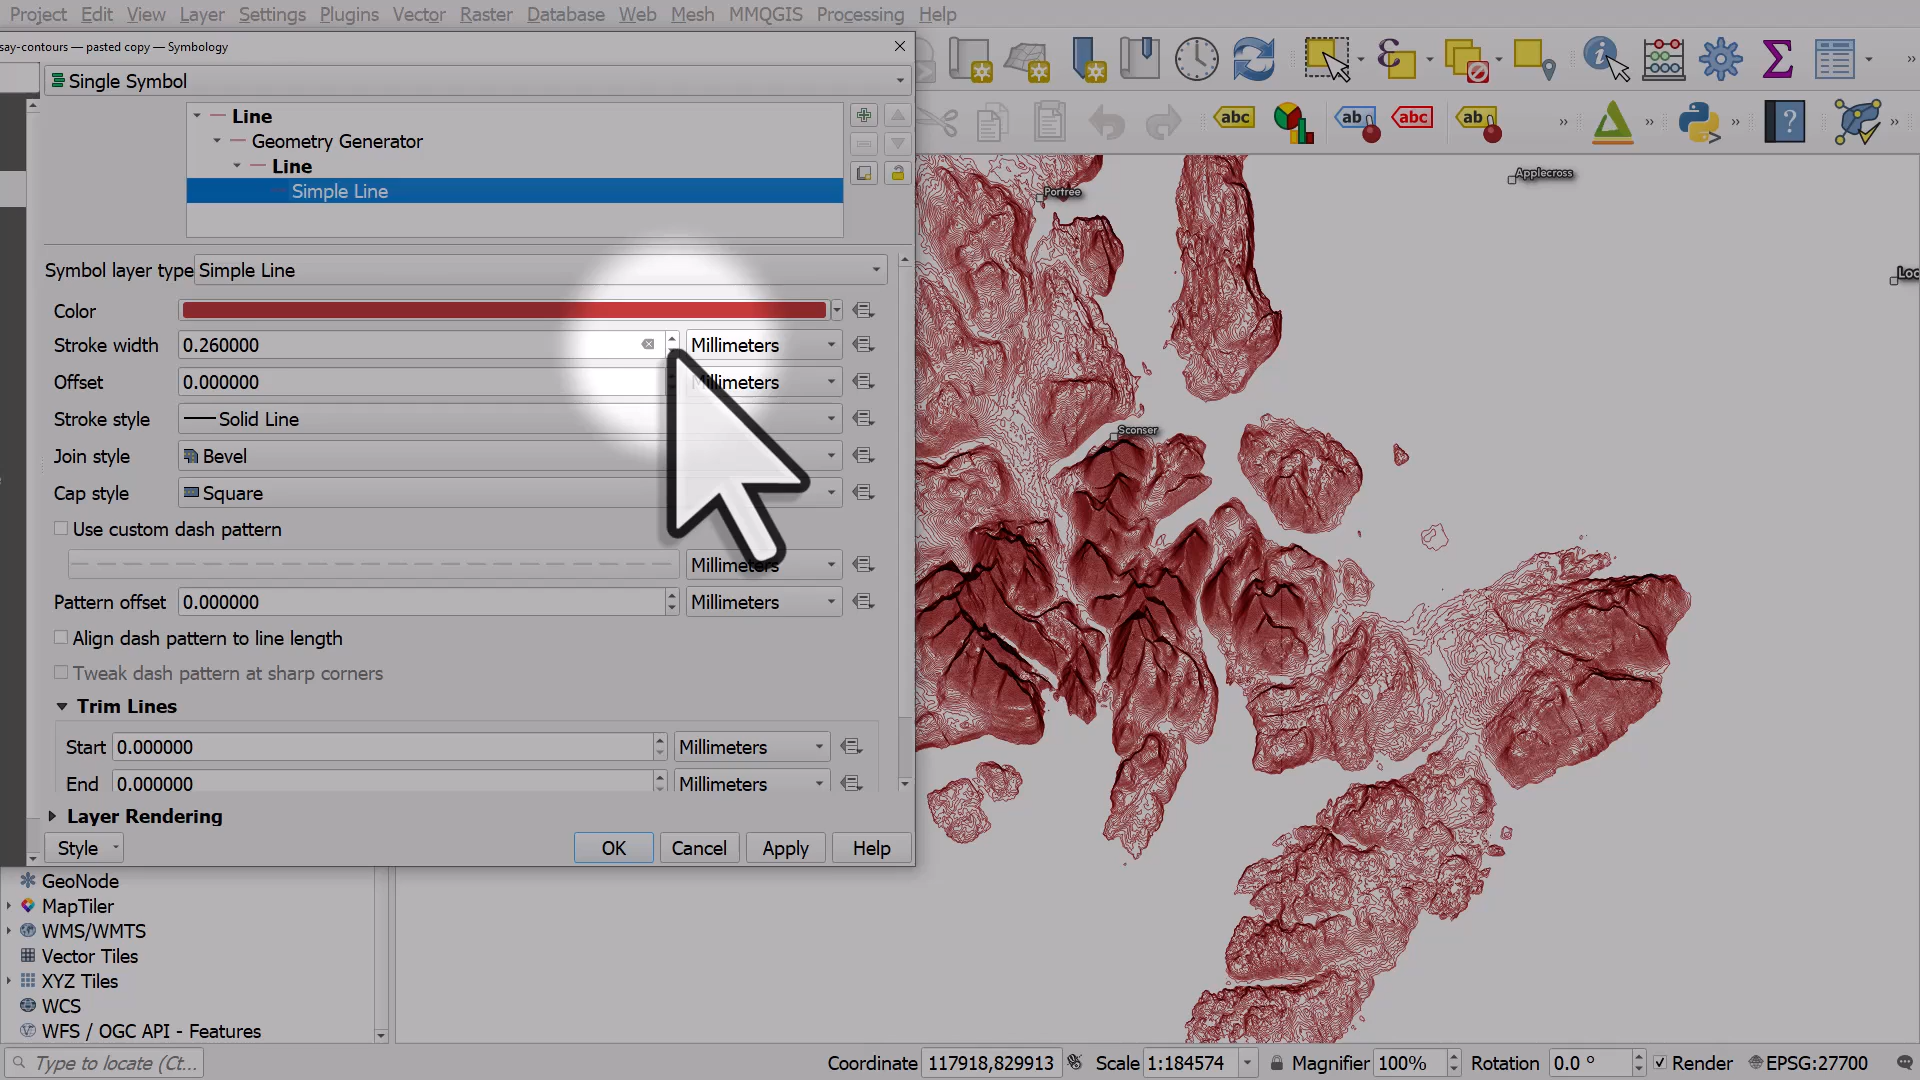 Project Edit View Layer Settings Plugins Vector Raster Database Web Mesh MMQGIS Processing Help
say-contours — pasted copy — Symbology
Single Symbol
Line
Geometry Generator
Line
Simple Line
Symbol layer type Simple Line
Color
Stroke width 0.260000 Millimeters
Offset 0.000000 Millimeters
Stroke style Solid Line
Join style Bevel
Cap style Square
Use custom dash pattern
Millimeters
Pattern offset 0.000000 Millimeters
Align dash pattern to line length
Tweak dash pattern at sharp corners
Trim Lines
Start 0.000000 Millimeters
End 0.000000 Millimeters
Layer Rendering
Style OK Cancel Apply Help
GeoNode
MapTiler
WMS/WMTS
Vector Tiles
XYZ Tiles
WCS
WFS / OGC API - Features
abc ab abc ab
Portree
Applecross
Loc
Sconser
Type to locate (Ct... Coordinate 117918,829913 Scale 1:184574 Magnifier 100% Rotation 0.0 ° Render EPSG:27700